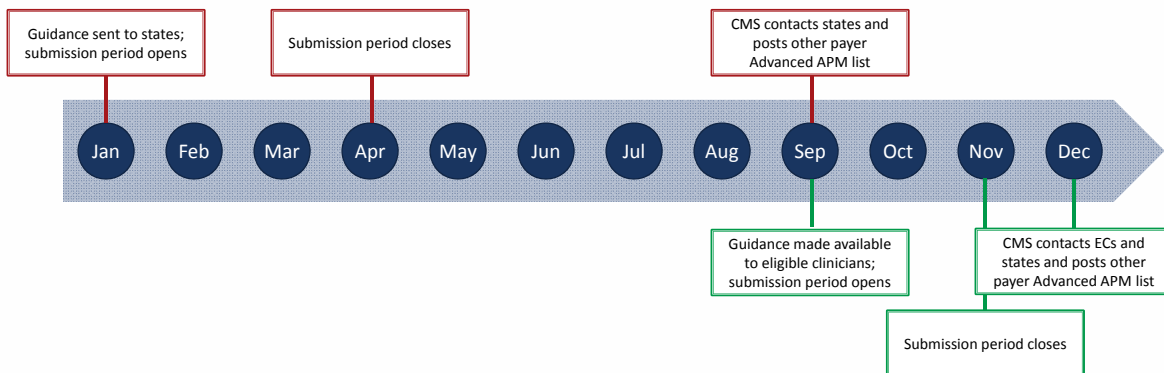 Guidance sent to states;
submission period opens
Submission period closes
CMS contacts states and
posts other payer
Advanced APM list
Jan
Feb
Mar
Apr
May
Jun
Jul
Aug
Sep
Oct
Nov
Dec
Guidance made available
to eligible clinicians;
submission period opens
CMS contacts ECs and
states and posts other
payer Advanced APM list
Submission period closes